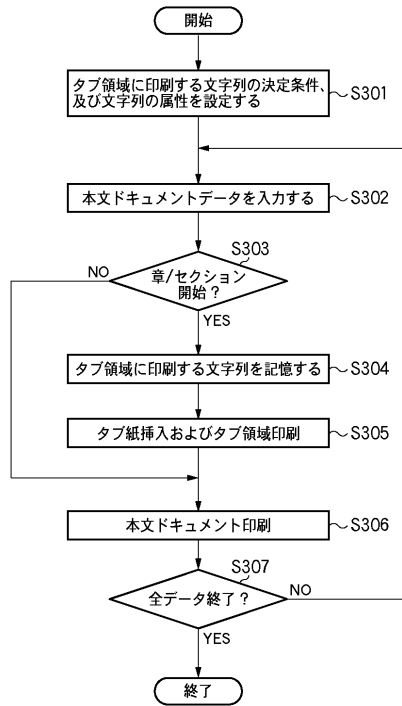 開始
タブ領域に印刷する文字列の決定条件、
及び文字列の属性を設定する
S301
本文ドキュメントデータを入力する
S302
S303
NO
章/セクション
開始？
YES
タブ領域に印刷する文字列を記憶する
S304
タブ紙挿入およびタブ領域印刷
S305
本文ドキュメント印刷
S306
S307
全データ終了？
NO
YES
終了